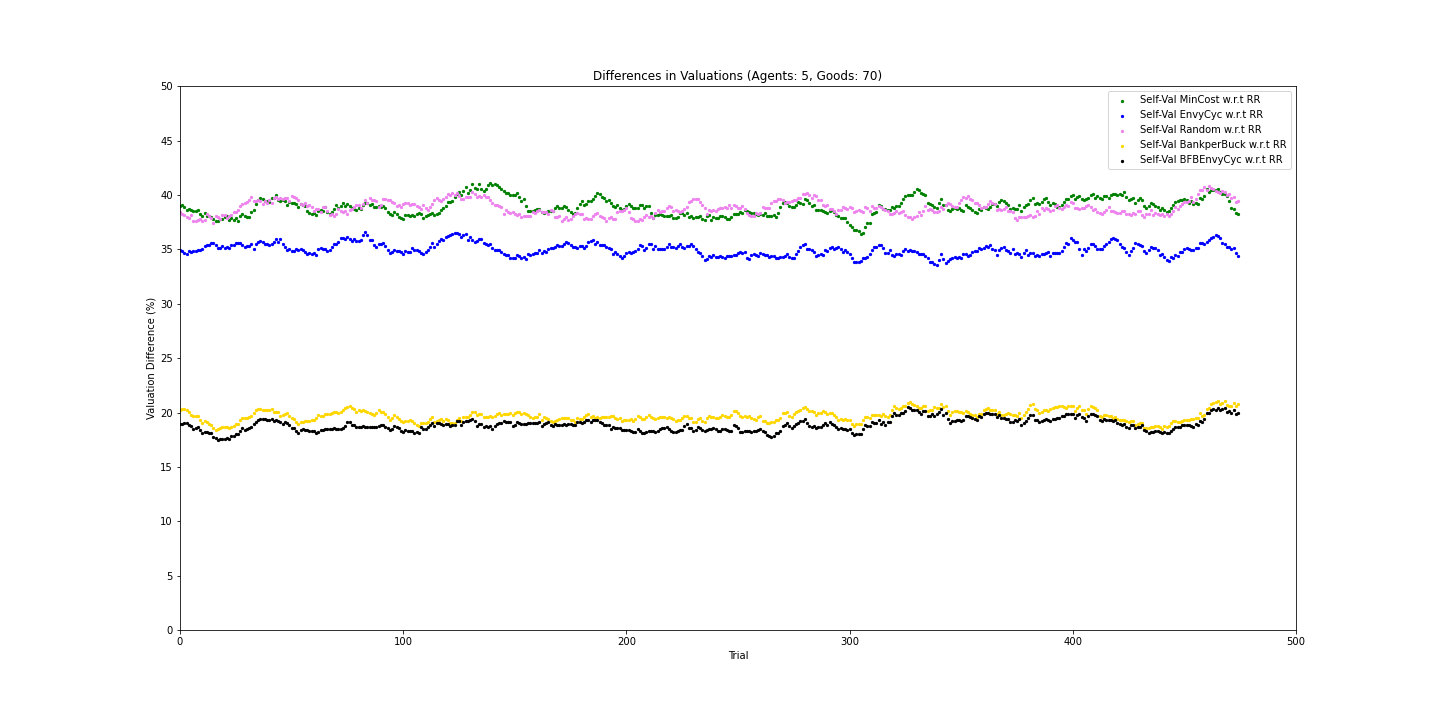 Differences in Valuations (Agents: 5, Goods: 70)
50
45
40
35
30
25
20
15
10
5
0
Valuation Difference (%)
Self-Val MinCost w.r.t RR
Self-Val EnvyCyc w.r.t RR
Self-Val Random w.r.t RR
Self-Val BankperBuck w.r.t RR
Self-Val BFBEnvyCyc w.r.t RR
0 100 200 300 400 500
Trial